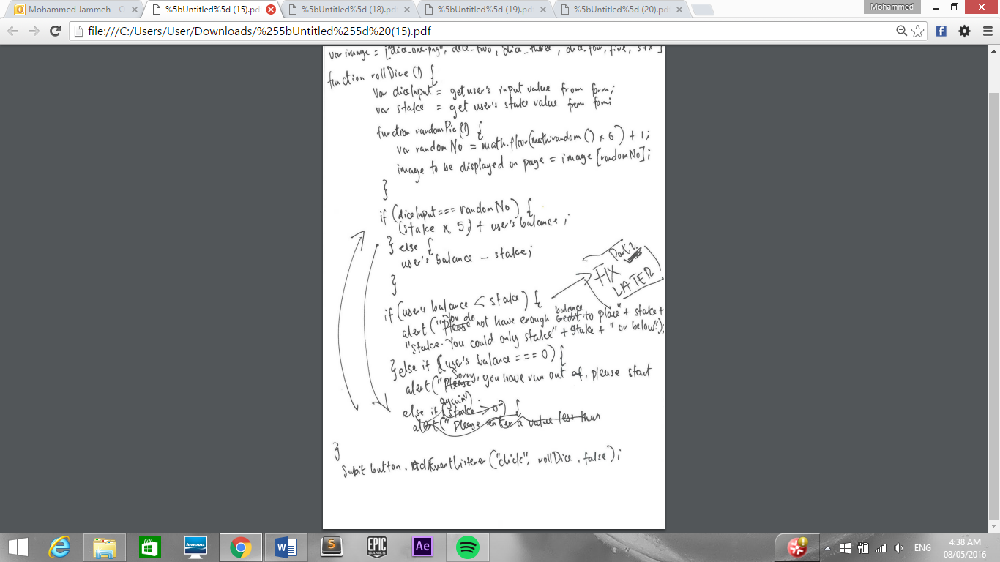 Mohammed Jammeh - O
%5bUntitled%5d (15).pd
%5bUntitled%5d (18).pd
%5bUntitled%5d (19).pd
%5bUntitled%5d (20).pd
Mohammed
file:///C:/Users/User/Downloads/%255bUntitled%255d%20(15).pdf
var image = ["dice_one.png", dice_two, "dice_three", dice_four, five, six]
function rollDice () {
var diceInput = get user's input value from form;
var stake = get user's stake value from form;
function randomPic () {
var randomNo = math.floor(math.random () x 6) + 1;
image to be displayed on page = image [randomNo];
}
if (diceInput === randomNo) {
(stake x 5) + user's balance;
} else {
user's balance - stake;
}
Part 2
FIX
LATER
if (user's balance < stake) {
alert ("Please You do not have enough credit balance to place" + stake +
"stake. You could only stake" + stake + " or below");
} else if (user's balance === 0) {
alert ("Please Sorry, you have run out of, please start
again")
else if (stake > 0) {
alert ("Please enter a value less than
}
Subit button. AddEventListener ("click", rollDice, false);
lenovo
S
EPIC
GAMES
Ae
ENG
4:38 AM
08/05/2016